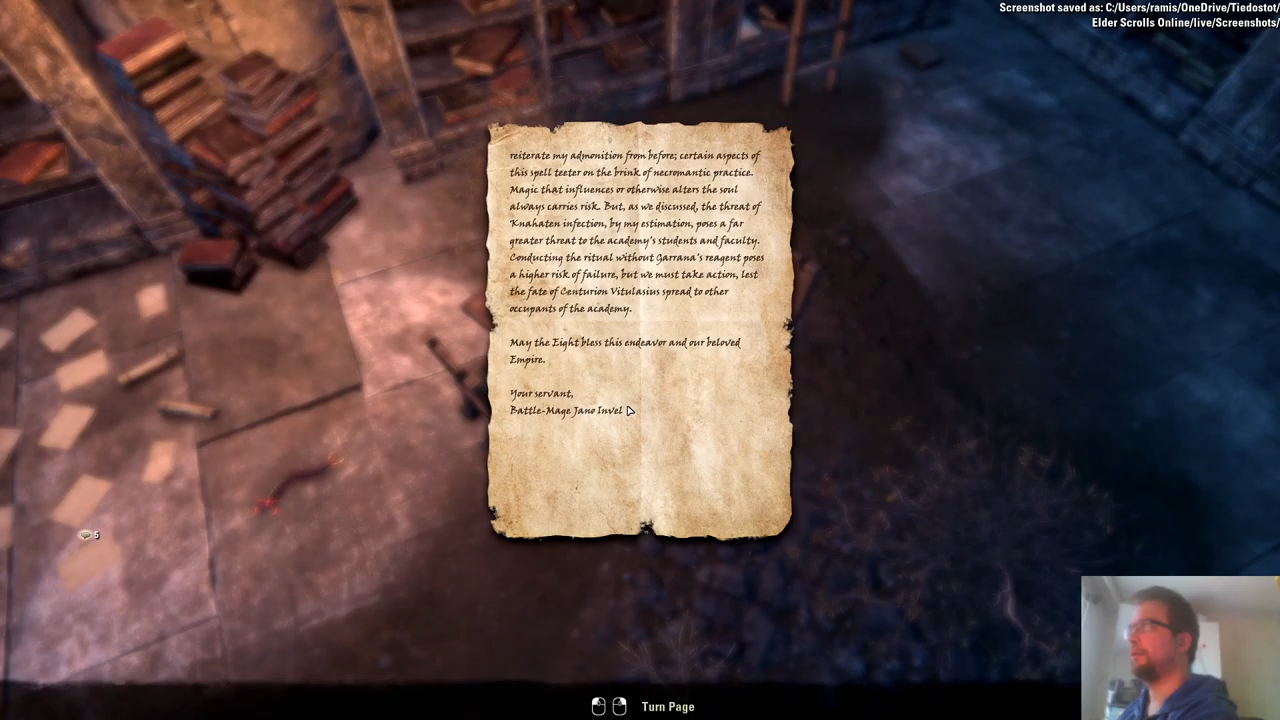 Screenshot saved as: C:/Users/ramis/OneDrive/Tiedostot/
Elder Scrolls Online/live/Screenshots/
reiterate my admonition from before; certain aspects of
this spell teeter on the brink of necromantic practice.
Magic that influences or otherwise alters the soul
always carries risk. But, as we discussed, the threat of
Knahaten infection, by my estimation, poses a far
greater threat to the academy's students and faculty.
Conducting the ritual without Garrana's reagent poses
a higher risk of failure, but we must take action, lest
the fate of Centurion Vitulasius spread to other
occupants of the academy.
May the Eight bless this endeavor and our beloved
Empire.
Your servant,
Battle-Mage Jano Invel
5
Turn Page